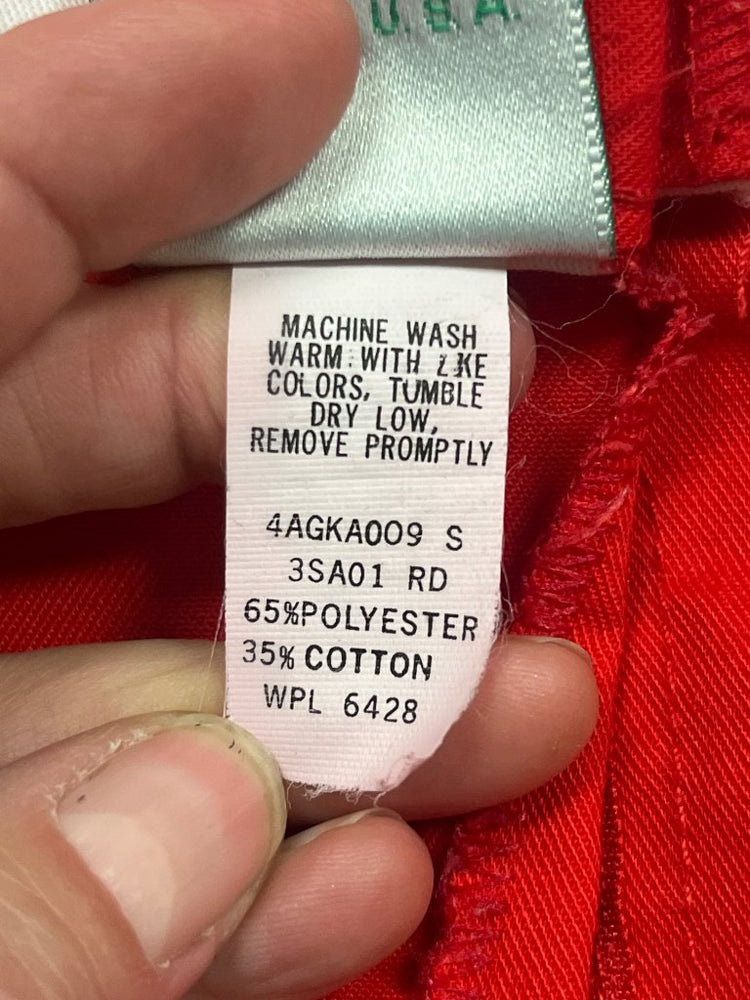 U.S.A.
MACHINE WASH
WARM WITH LIKE
COLORS, TUMBLE
DRY LOW,
REMOVE PROMPTLY
4AGKA009 S
3SA01 RD
65%POLYESTER
35% COTTON
WPL 6428